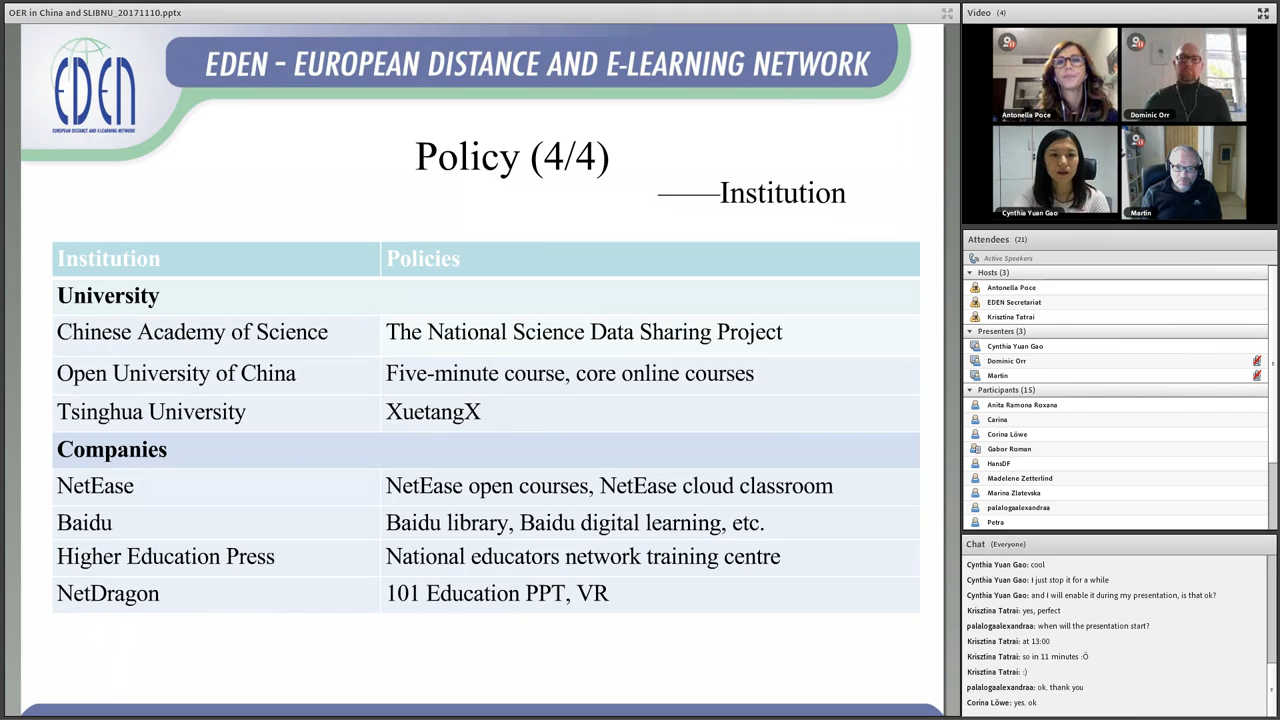 OER in China and SLIBNU_20171110.pptx
EDEN
EUROPEAN DISTANCE AND E-LEARNING NETWORK
EDEN - EUROPEAN DISTANCE AND E-LEARNING NETWORK
Policy (4/4)
——Institution
Institution Policies
University
Chinese Academy of Science The National Science Data Sharing Project
Open University of China Five-minute course, core online courses
Tsinghua University XuetangX
Companies
NetEase NetEase open courses, NetEase cloud classroom
Baidu Baidu library, Baidu digital learning, etc.
Higher Education Press National educators network training centre
NetDragon 101 Education PPT, VR
Video (4)
Antonella Poce
Dominic Orr
Cynthia Yuan Gao
Martin
Attendees (21)
Active Speakers
Hosts (3)
Antonella Poce
EDEN Secretariat
Krisztina Tatrai
Presenters (3)
Cynthia Yuan Gao
Dominic Orr
Martin
Participants (15)
Anita Ramona Roxana
Carina
Corina Löwe
Gabor Roman
HansDF
Madelene Zetterlind
Marina Zlatevska
palalogaalexandraa
Petra
Chat (Everyone)
Cynthia Yuan Gao: cool
Cynthia Yuan Gao: I just stop it for a while
Cynthia Yuan Gao: and I will enable it during my presentation, is that ok?
Krisztina Tatrai: yes, perfect
palalogaalexandraa: when will the presentation start?
Krisztina Tatrai: at 13:00
Krisztina Tatrai: so in 11 minutes :Ö
Krisztina Tatrai: :)
palalogaalexandraa: ok. thank you
Corina Löwe: yes. ok